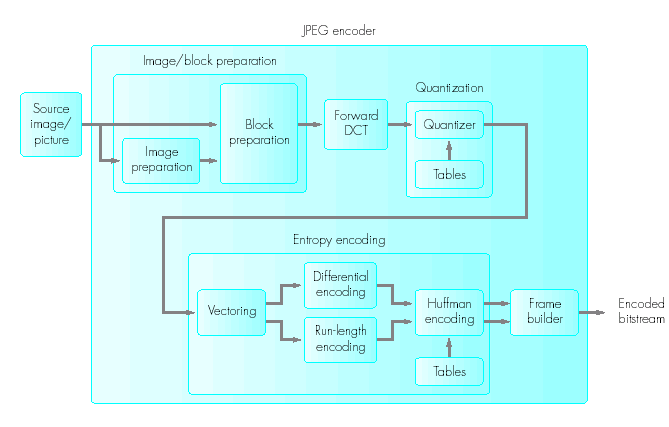 JPEG encoder
Image/block preparation
Source
image/
picture
Image
preparation
Block
preparation
Forward
DCT
Quantization
Quantizer
Tables
Entropy encoding
Vectoring
Differential
encoding
Run-length
encoding
Huffman
encoding
Tables
Frame
builder
Encoded
bitstream